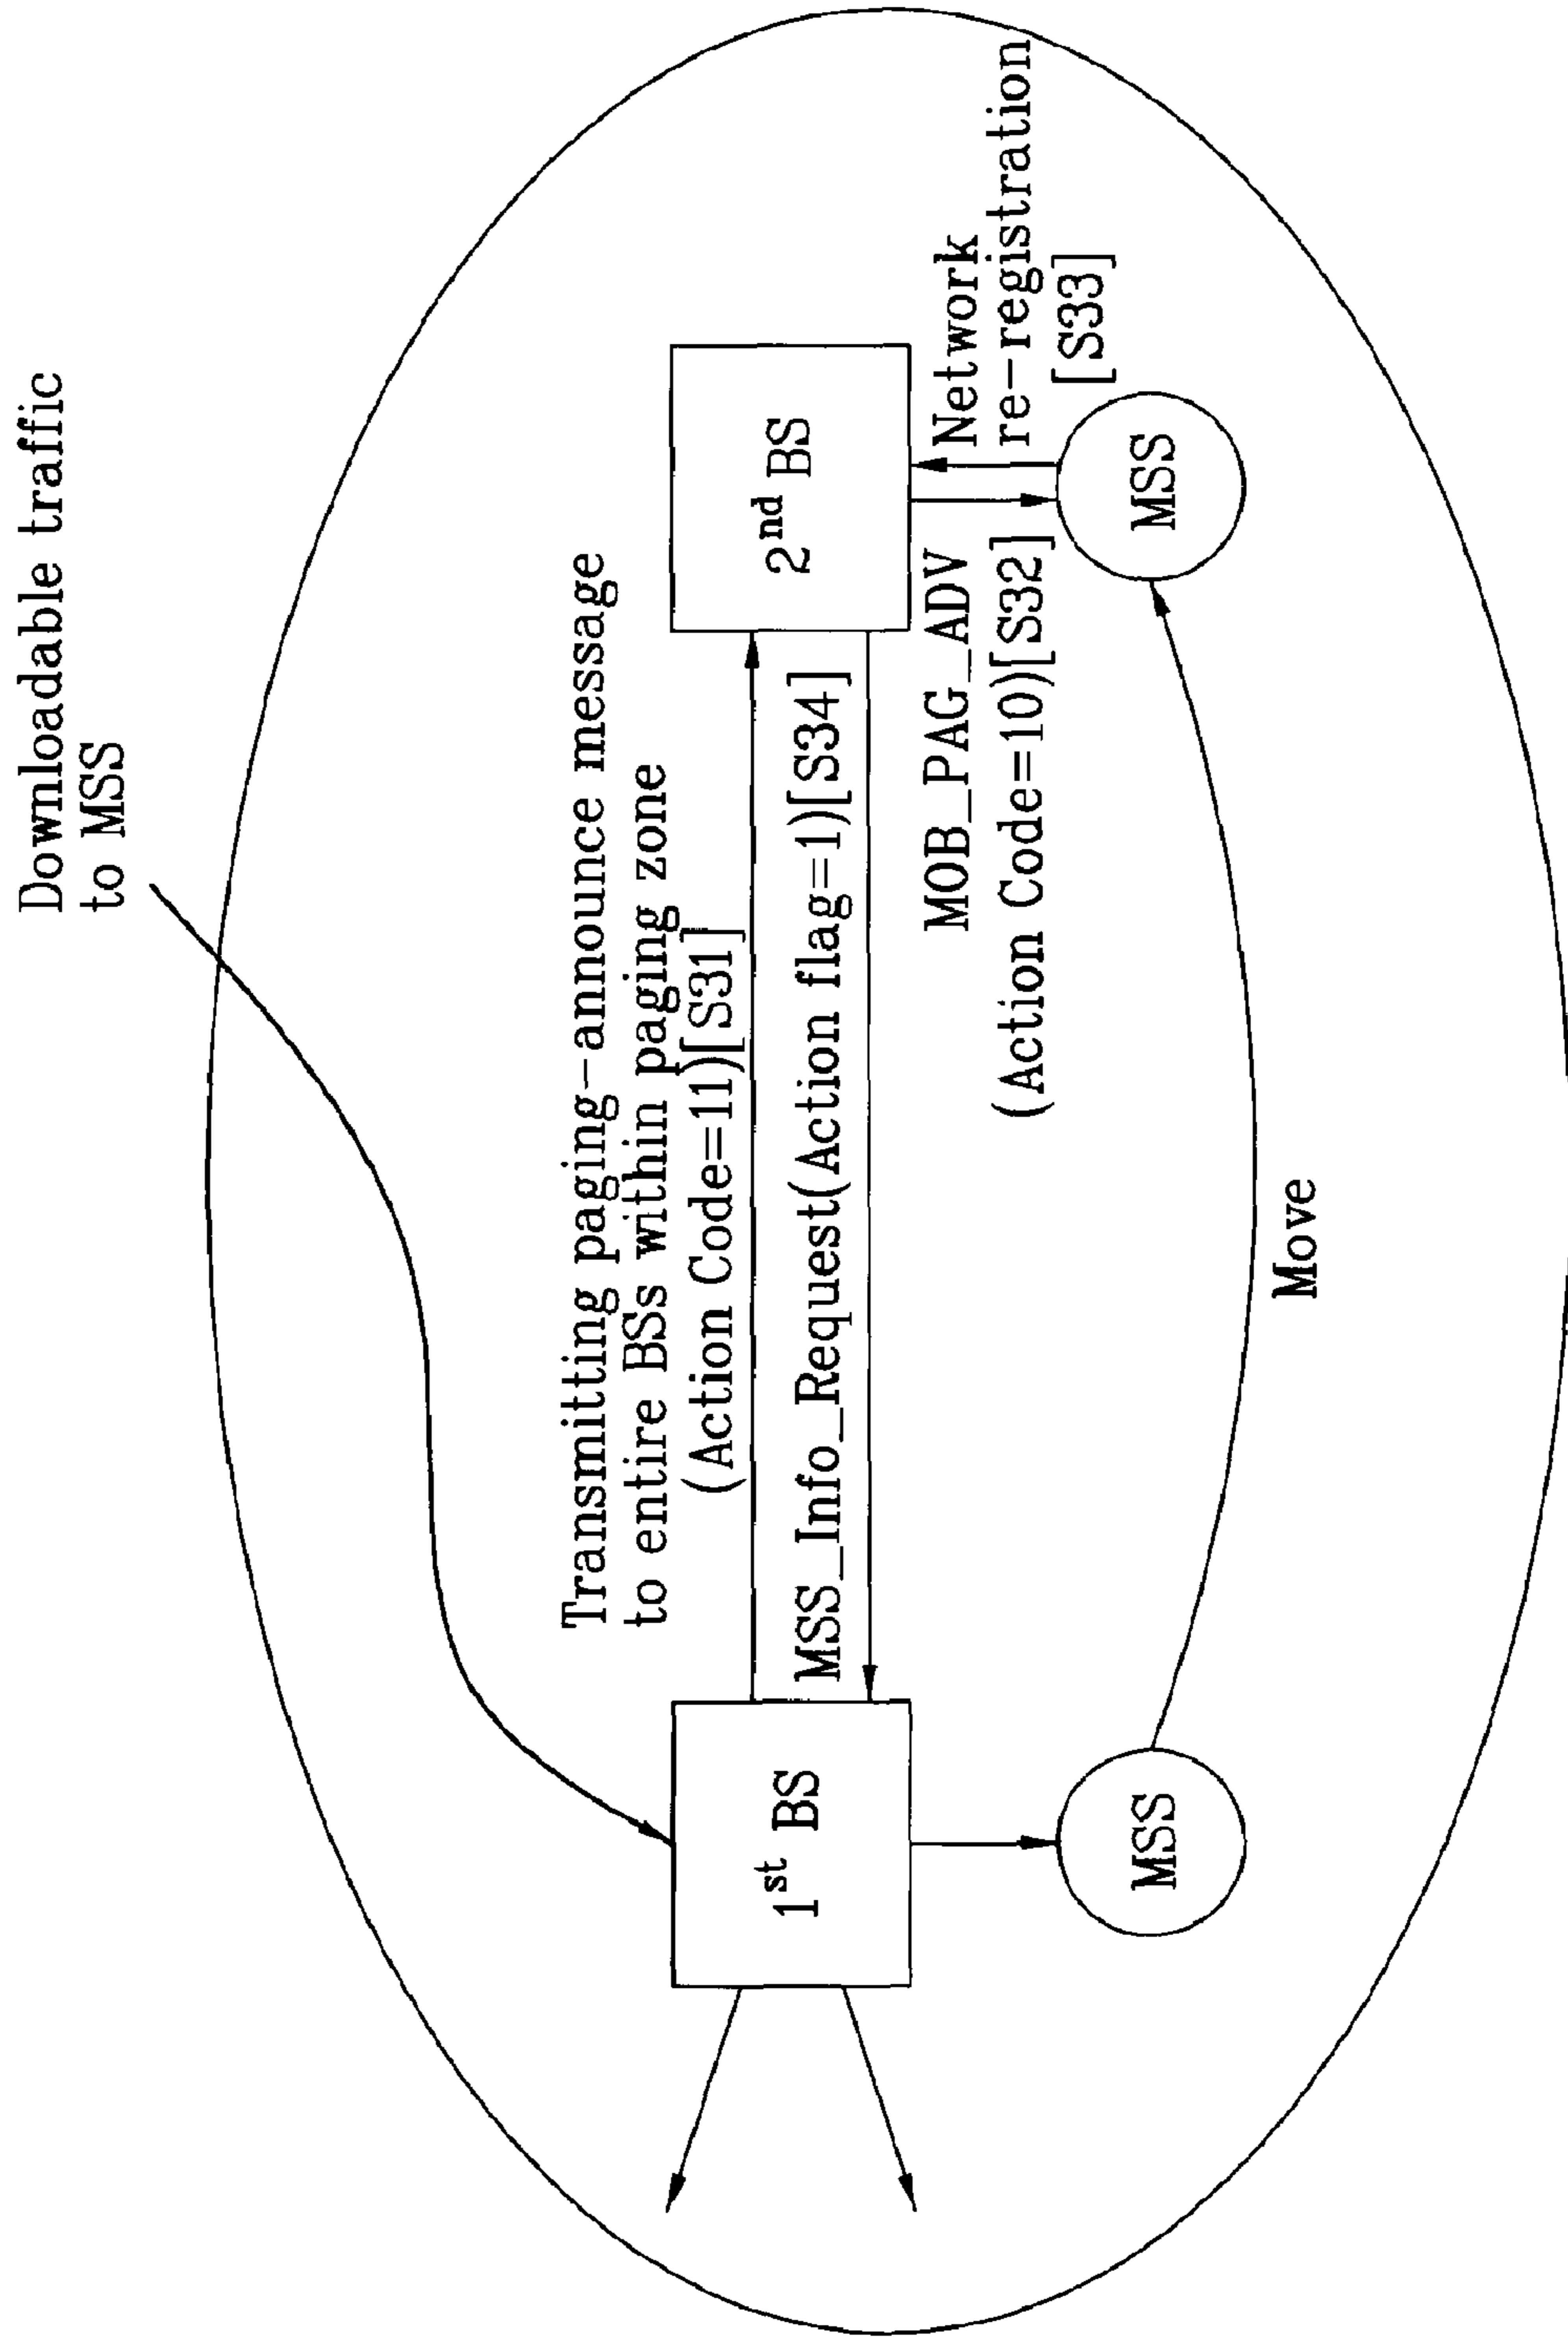 Downloadable traffic
to MSS
Transmitting paging-announce message
to entire BSs within paging zone
(Action Code=11)[S31]
1st BS
2nd BS
MSS_Info_Request(Action flag=1)[S34]
MOB_PAG_ADV
(Action Code=10)[S32]
Network
re-registration
[S33]
MSS
MSS
Move